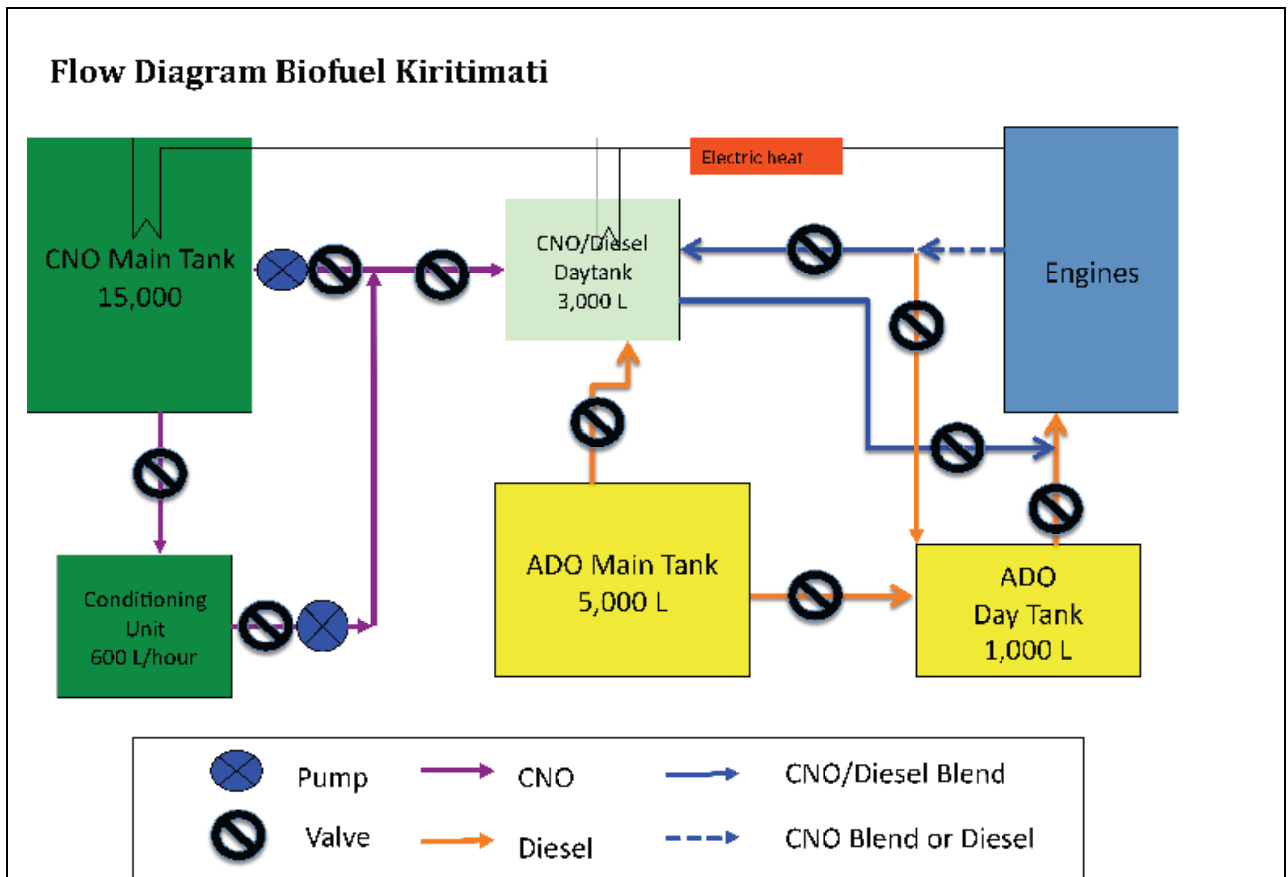 Flow Diagram Biofuel Kiritimati
Electric heat
CNO Main Tank
15,000
CNO/Diesel
Daytank
3,000 L
Engines
ADO Main Tank
5,000 L
ADO
Day Tank
1,000 L
Conditioning
Unit
600 L/hour
Pump
CNO
CNO/Diesel Blend
Valve
Diesel
CNO Blend or Diesel